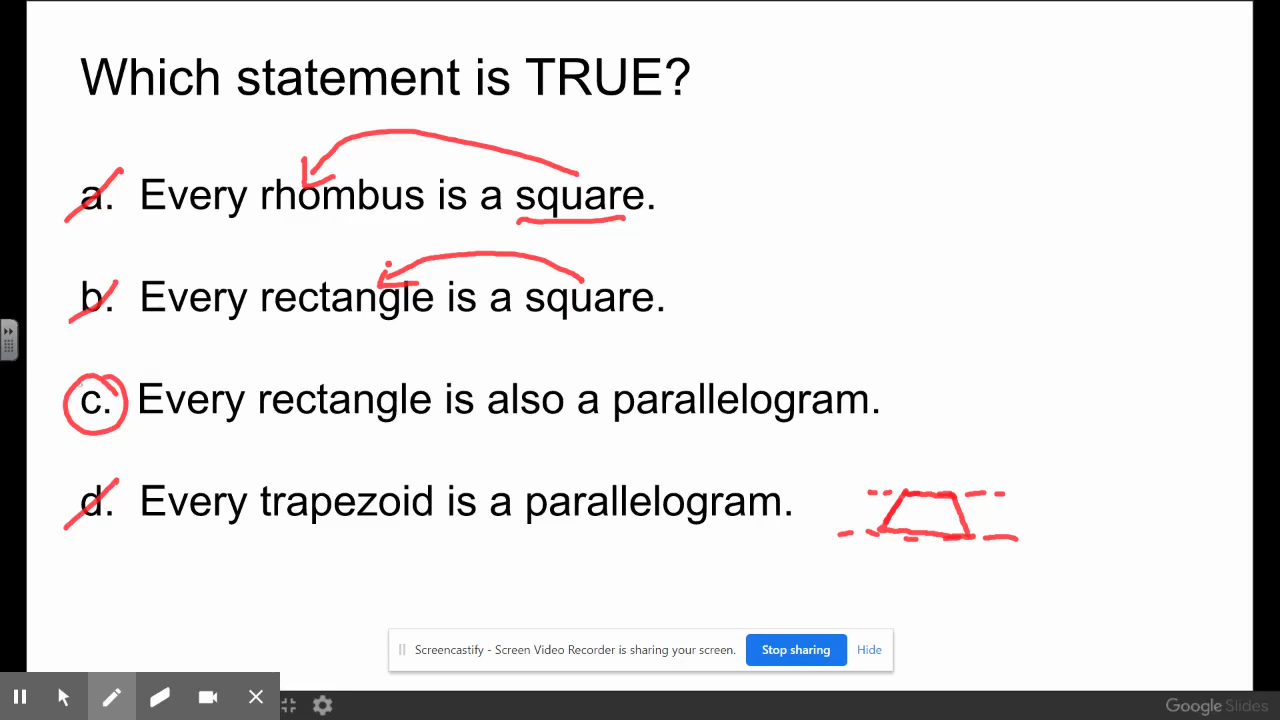 Which statement is TRUE?
a. Every rhombus is a square.
b. Every rectangle is a square.
c. Every rectangle is also a parallelogram.
d. Every trapezoid is a parallelogram.
Screencastify - Screen Video Recorder is sharing your screen. Stop sharing Hide
Google Slides